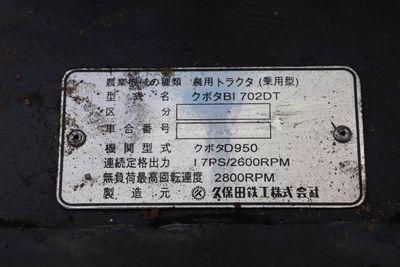 農業機械の種類 農用トラクタ (乗用型)
型式名 クボタB1702DT
区分
車台番号
機関型式 クボタD950
連続定格出力 17PS/2600RPM
無負荷最高回転速度 2800RPM
製造元 久保田鉄工株式会社